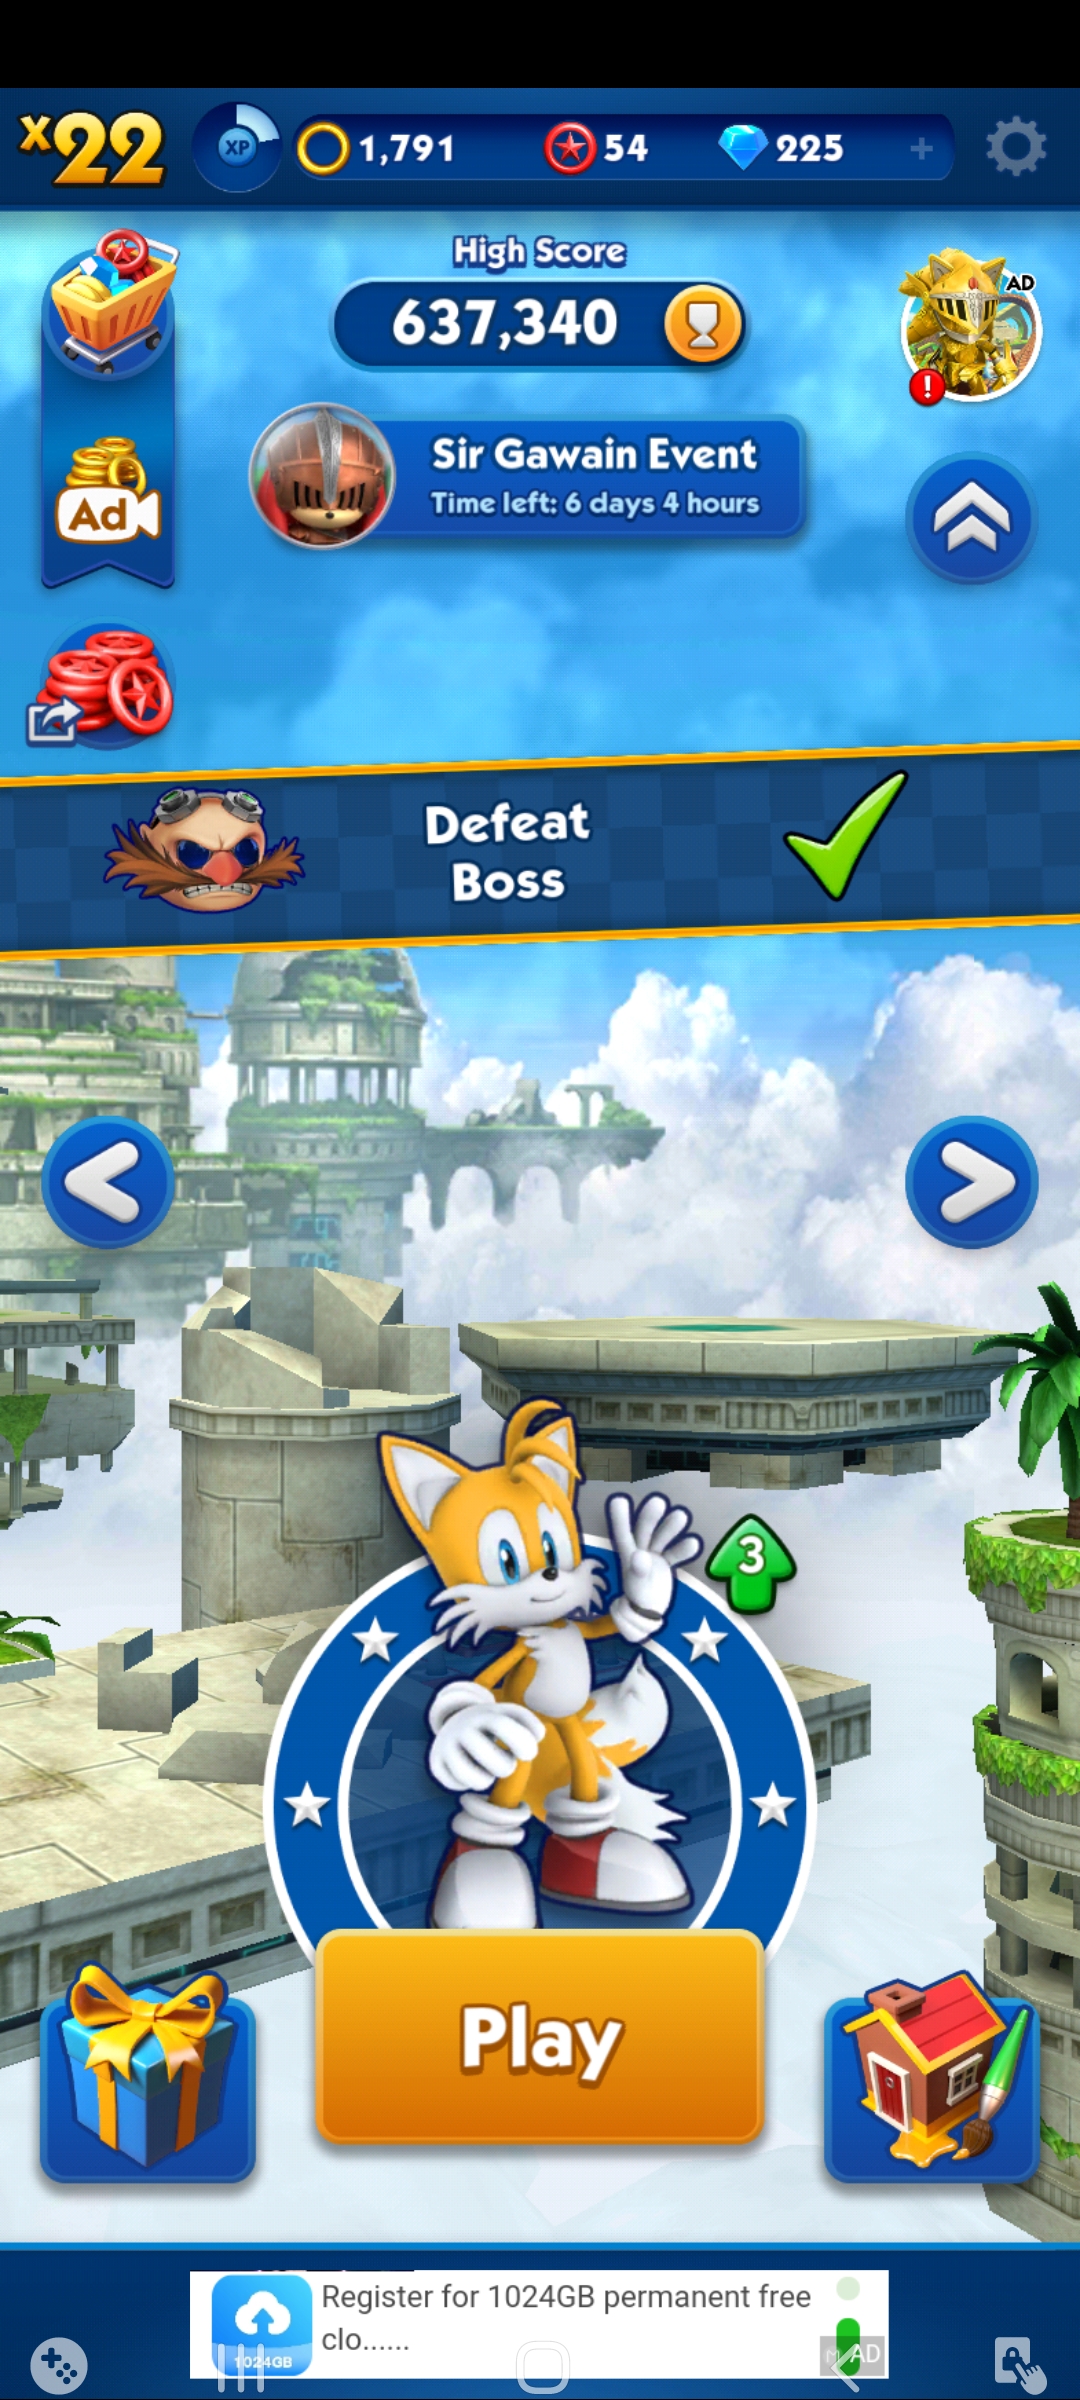 x22
XP
1,791
54
225
+
High Score
637,340
AD
!
Sir Gawain Event
Time left: 6 days 4 hours
Ad
Defeat
Boss
3
Play
Register for 1024GB permanent free
clo......
1024GB
AD